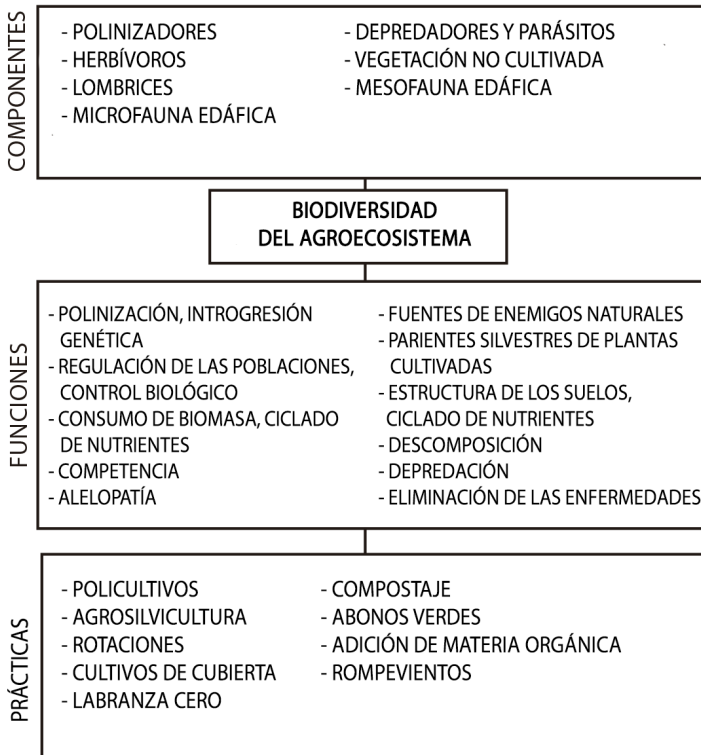 COMPONENTES
- POLINIZADORES
- HERBÍVOROS
- LOMBRICES
- MICROFAUNA EDÁFICA
- DEPREDADORES Y PARÁSITOS
- VEGETACIÓN NO CULTIVADA
- MESOFAUNA EDÁFICA
BIODIVERSIDAD
DEL AGROECOSISTEMA
FUNCIONES
- POLINIZACIÓN, INTROGRESIÓN
GENÉTICA
- REGULACIÓN DE LAS POBLACIONES,
CONTROL BIOLÓGICO
- CONSUMO DE BIOMASA, CICLADO
DE NUTRIENTES
- COMPETENCIA
- ALELOPATÍA
- FUENTES DE ENEMIGOS NATURALES
- PARIENTES SILVESTRES DE PLANTAS
CULTIVADAS
- ESTRUCTURA DE LOS SUELOS,
CICLADO DE NUTRIENTES
- DESCOMPOSICIÓN
- DEPREDACIÓN
- ELIMINACIÓN DE LAS ENFERMEDADES
PRÁCTICAS
- POLICULTIVOS
- AGROSILVICULTURA
- ROTACIONES
- CULTIVOS DE CUBIERTA
- LABRANZA CERO
- COMPOSTAJE
- ABONOS VERDES
- ADICIÓN DE MATERIA ORGÁNICA
- ROMPEVIENTOS